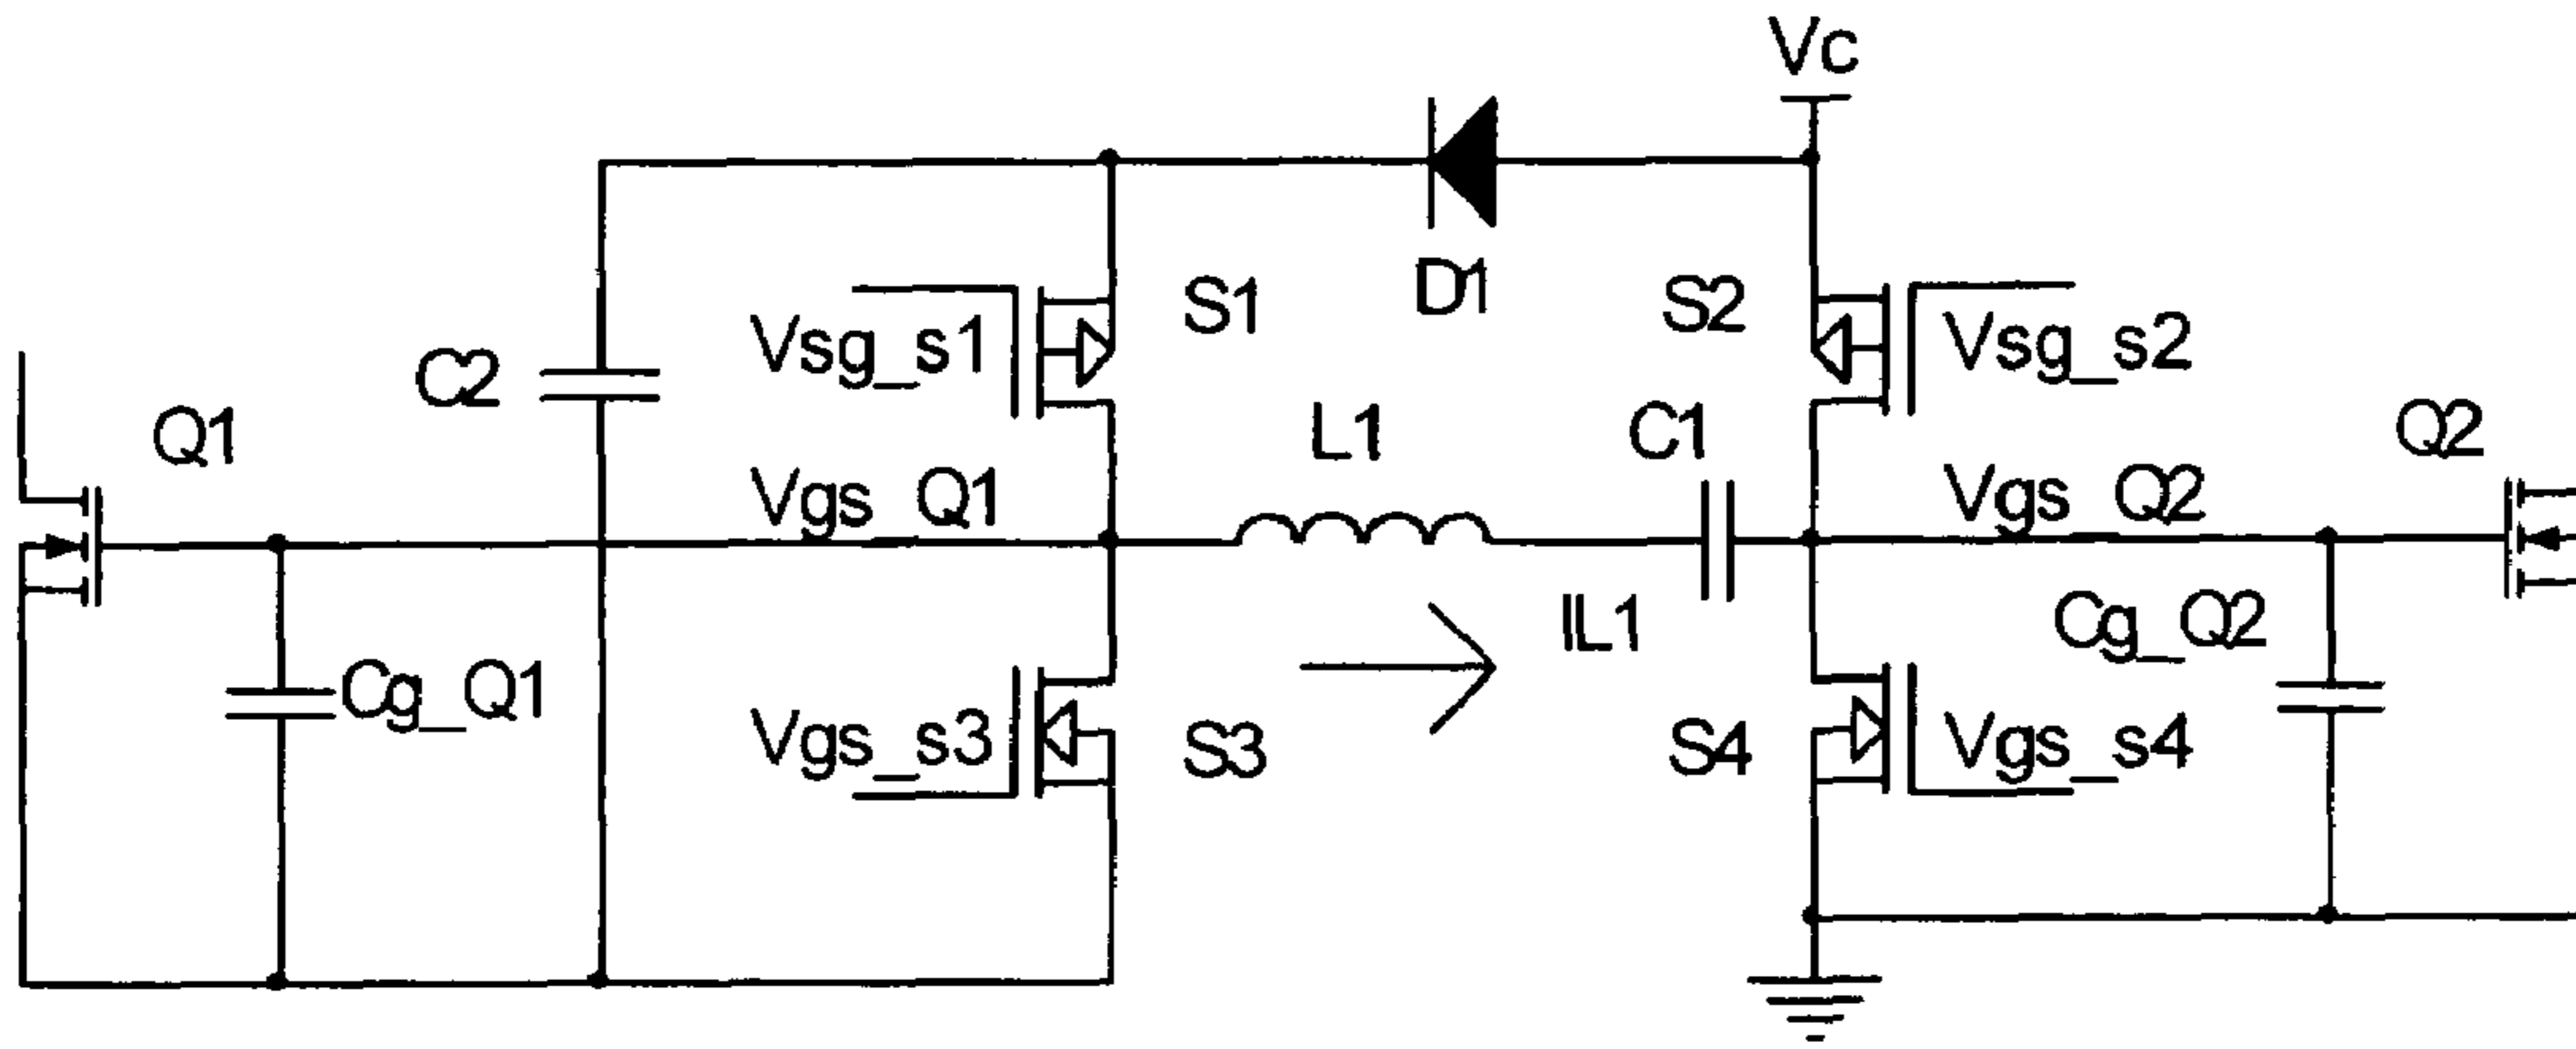 Vc
D1
S1
S2
Vsg_s1
Vsg_s2
C2
Q1
L1
C1
Q2
Vgs_Q1
Vgs_Q2
IL1
Cg_Q2
Cg_Q1
Vgs_s3
S3
S4
Vgs_s4